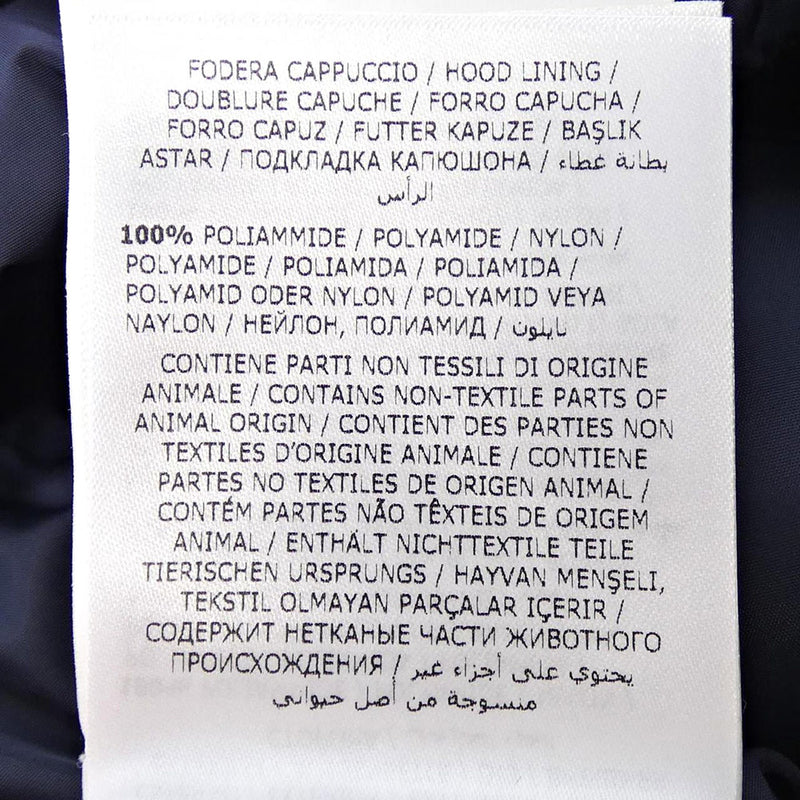 FODERA CAPPUCCIO / HOOD LINING /
DOUBLURE CAPUCHE / FORRO CAPUCHA /
FORRO CAPUZ / FUTTER KAPUZE / BAŞLIK
ASTAR / ПОДКЛАДКА КАПЮШОНА / بطانة غطاء
الرأس
100% POLIAMMIDE / POLYAMIDE / NYLON /
POLYAMIDE / POLIAMIDA / POLIAMIDA /
POLYAMID ODER NYLON / POLYAMID VEYA
NAYLON / НЕЙЛОН, ПОЛИАМИД / نايلون
CONTIENE PARTI NON TESSILI DI ORIGINE
ANIMALE / CONTAINS NON-TEXTILE PARTS OF
ANIMAL ORIGIN / CONTIENT DES PARTIES NON
TEXTILES D'ORIGINE ANIMALE / CONTIENE
PARTES NO TEXTILES DE ORIGEN ANIMAL /
CONTÉM PARTES NÃO TÊXTEIS DE ORIGEM
ANIMAL / ENTHÄLT NICHTTEXTILE TEILE
TIERISCHEN URSPRUNGS / HAYVAN MENŞELI,
TEKSTIL OLMAYAN PARÇALAR IÇERIR /
СОДЕРЖИТ НЕТКАНЫЕ ЧАСТИ ЖИВОТНОГО
ПРОИСХОЖДЕНИЯ / يحتوي على أجزاء غير
منسوجة من أصل حيواني